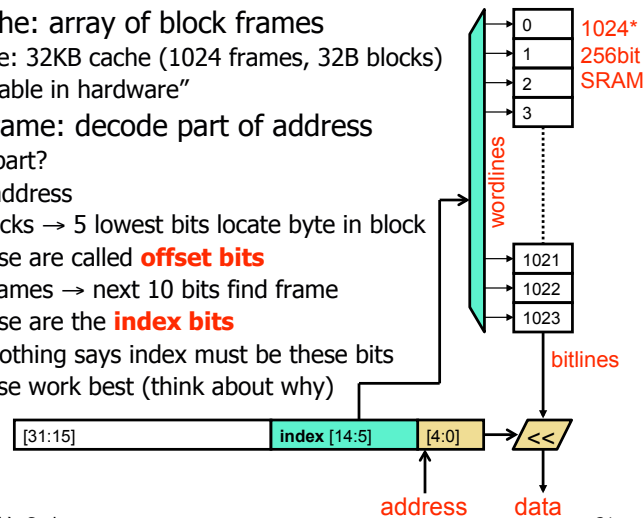 he: array of block frames
e: 32KB cache (1024 frames, 32B blocks)
able in hardware”
ame: decode part of address
part?
address
cks → 5 lowest bits locate byte in block
se are called offset bits
ames → next 10 bits find frame
se are the index bits
othing says index must be these bits
se work best (think about why)
0
1
2
3
1021
1022
1023
1024*
256bit
SRAM
wordlines
bitlines
[31:15]
index [14:5]
[4:0]
<<
address
data